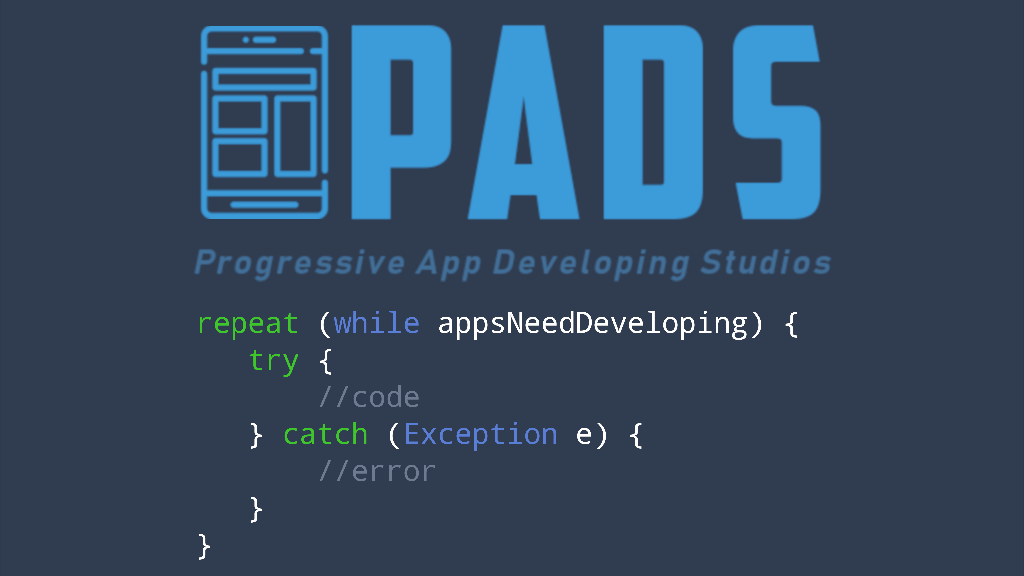 PADS
Progressive App Developing Studios
repeat (while appsNeedDeveloping) {
   try {
       //code
   } catch (Exception e) {
       //error
   }
}